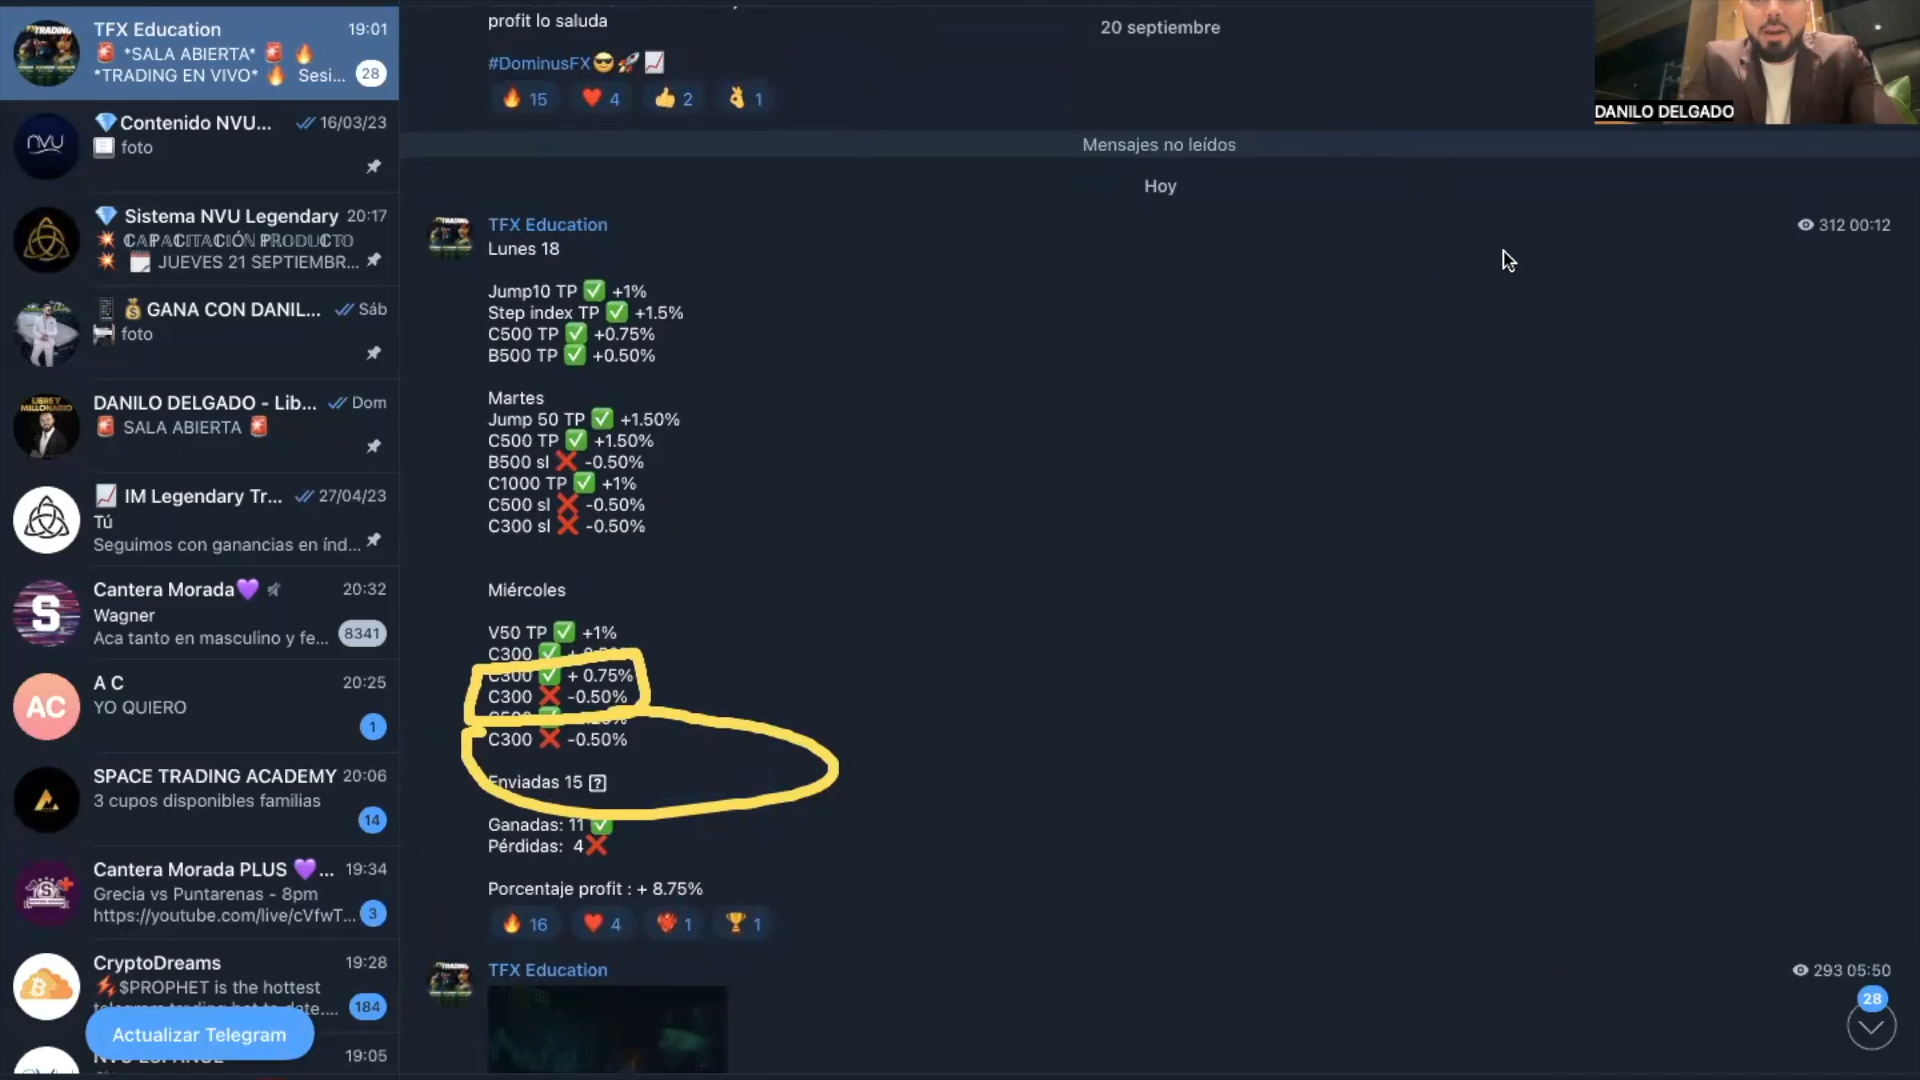 TFX Education 19:01
🚨 *SALA ABIERTA* 🚨 🔥
*TRADING EN VIVO* 🔥 Sesi... 28
💎Contenido NVU... 16/03/23
foto
nvu
💎 Sistema NVU Legendary 20:17
💥 ℂ𝔸ℙ𝔸ℂ𝕀𝕋𝔸ℂ𝕀Óℕ ℙℝ𝕆𝔻𝕌ℂ𝕋𝕆
💥 🗓 JUEVES 21 SEPTIEMBR...
💰GANA CON DANIL... Sáb
foto
DANILO DELGADO - Lib... Dom
🚨 SALA ABIERTA 🚨
📈 IM Legendary Tr... 27/04/23
Tú
Seguimos con ganancias en índ...
Cantera Morada💜 20:32
Wagner
Aca tanto en masculino y fe... 8341
A C 20:25
AC
YO QUIERO
1
SPACE TRADING ACADEMY 20:06
3 cupos disponibles familias
14
Cantera Morada PLUS 💜... 19:34
Grecia vs Puntarenas - 8pm
https://youtube.com/live/cVfwT... 3
CryptoDreams 19:28
⚡$PROPHET is the hottest
184
Actualizar Telegram
19:05
profit lo saluda
#DominusFX😎🚀📈
🔥 15 ❤️ 4 👍 2 👌 1
20 septiembre
DANILO DELGADO
Mensajes no leídos
Hoy
TFX Education 312 00:12
Lunes 18
Jump10 TP ✅ +1%
Step index TP ✅ +1.5%
C500 TP ✅ +0.75%
B500 TP ✅ +0.50%
Martes
Jump 50 TP ✅ +1.50%
C500 TP ✅ +1.50%
B500 sl ❌ -0.50%
C1000 TP ✅ +1%
C500 sl ❌ -0.50%
C300 sl ❌ -0.50%
Miércoles
V50 TP ✅ +1%
C300 ✅
C300 ✅ + 0.75%
C300 ❌ -0.50%
C300 ❌ -0.50%
Enviadas 15 ?
Ganadas: 11 ✅
Pérdidas: 4❌
Porcentaje profit : + 8.75%
🔥 16 ❤️ 4 ❤️‍🔥 1 🏆 1
TFX Education 293 05:50
28